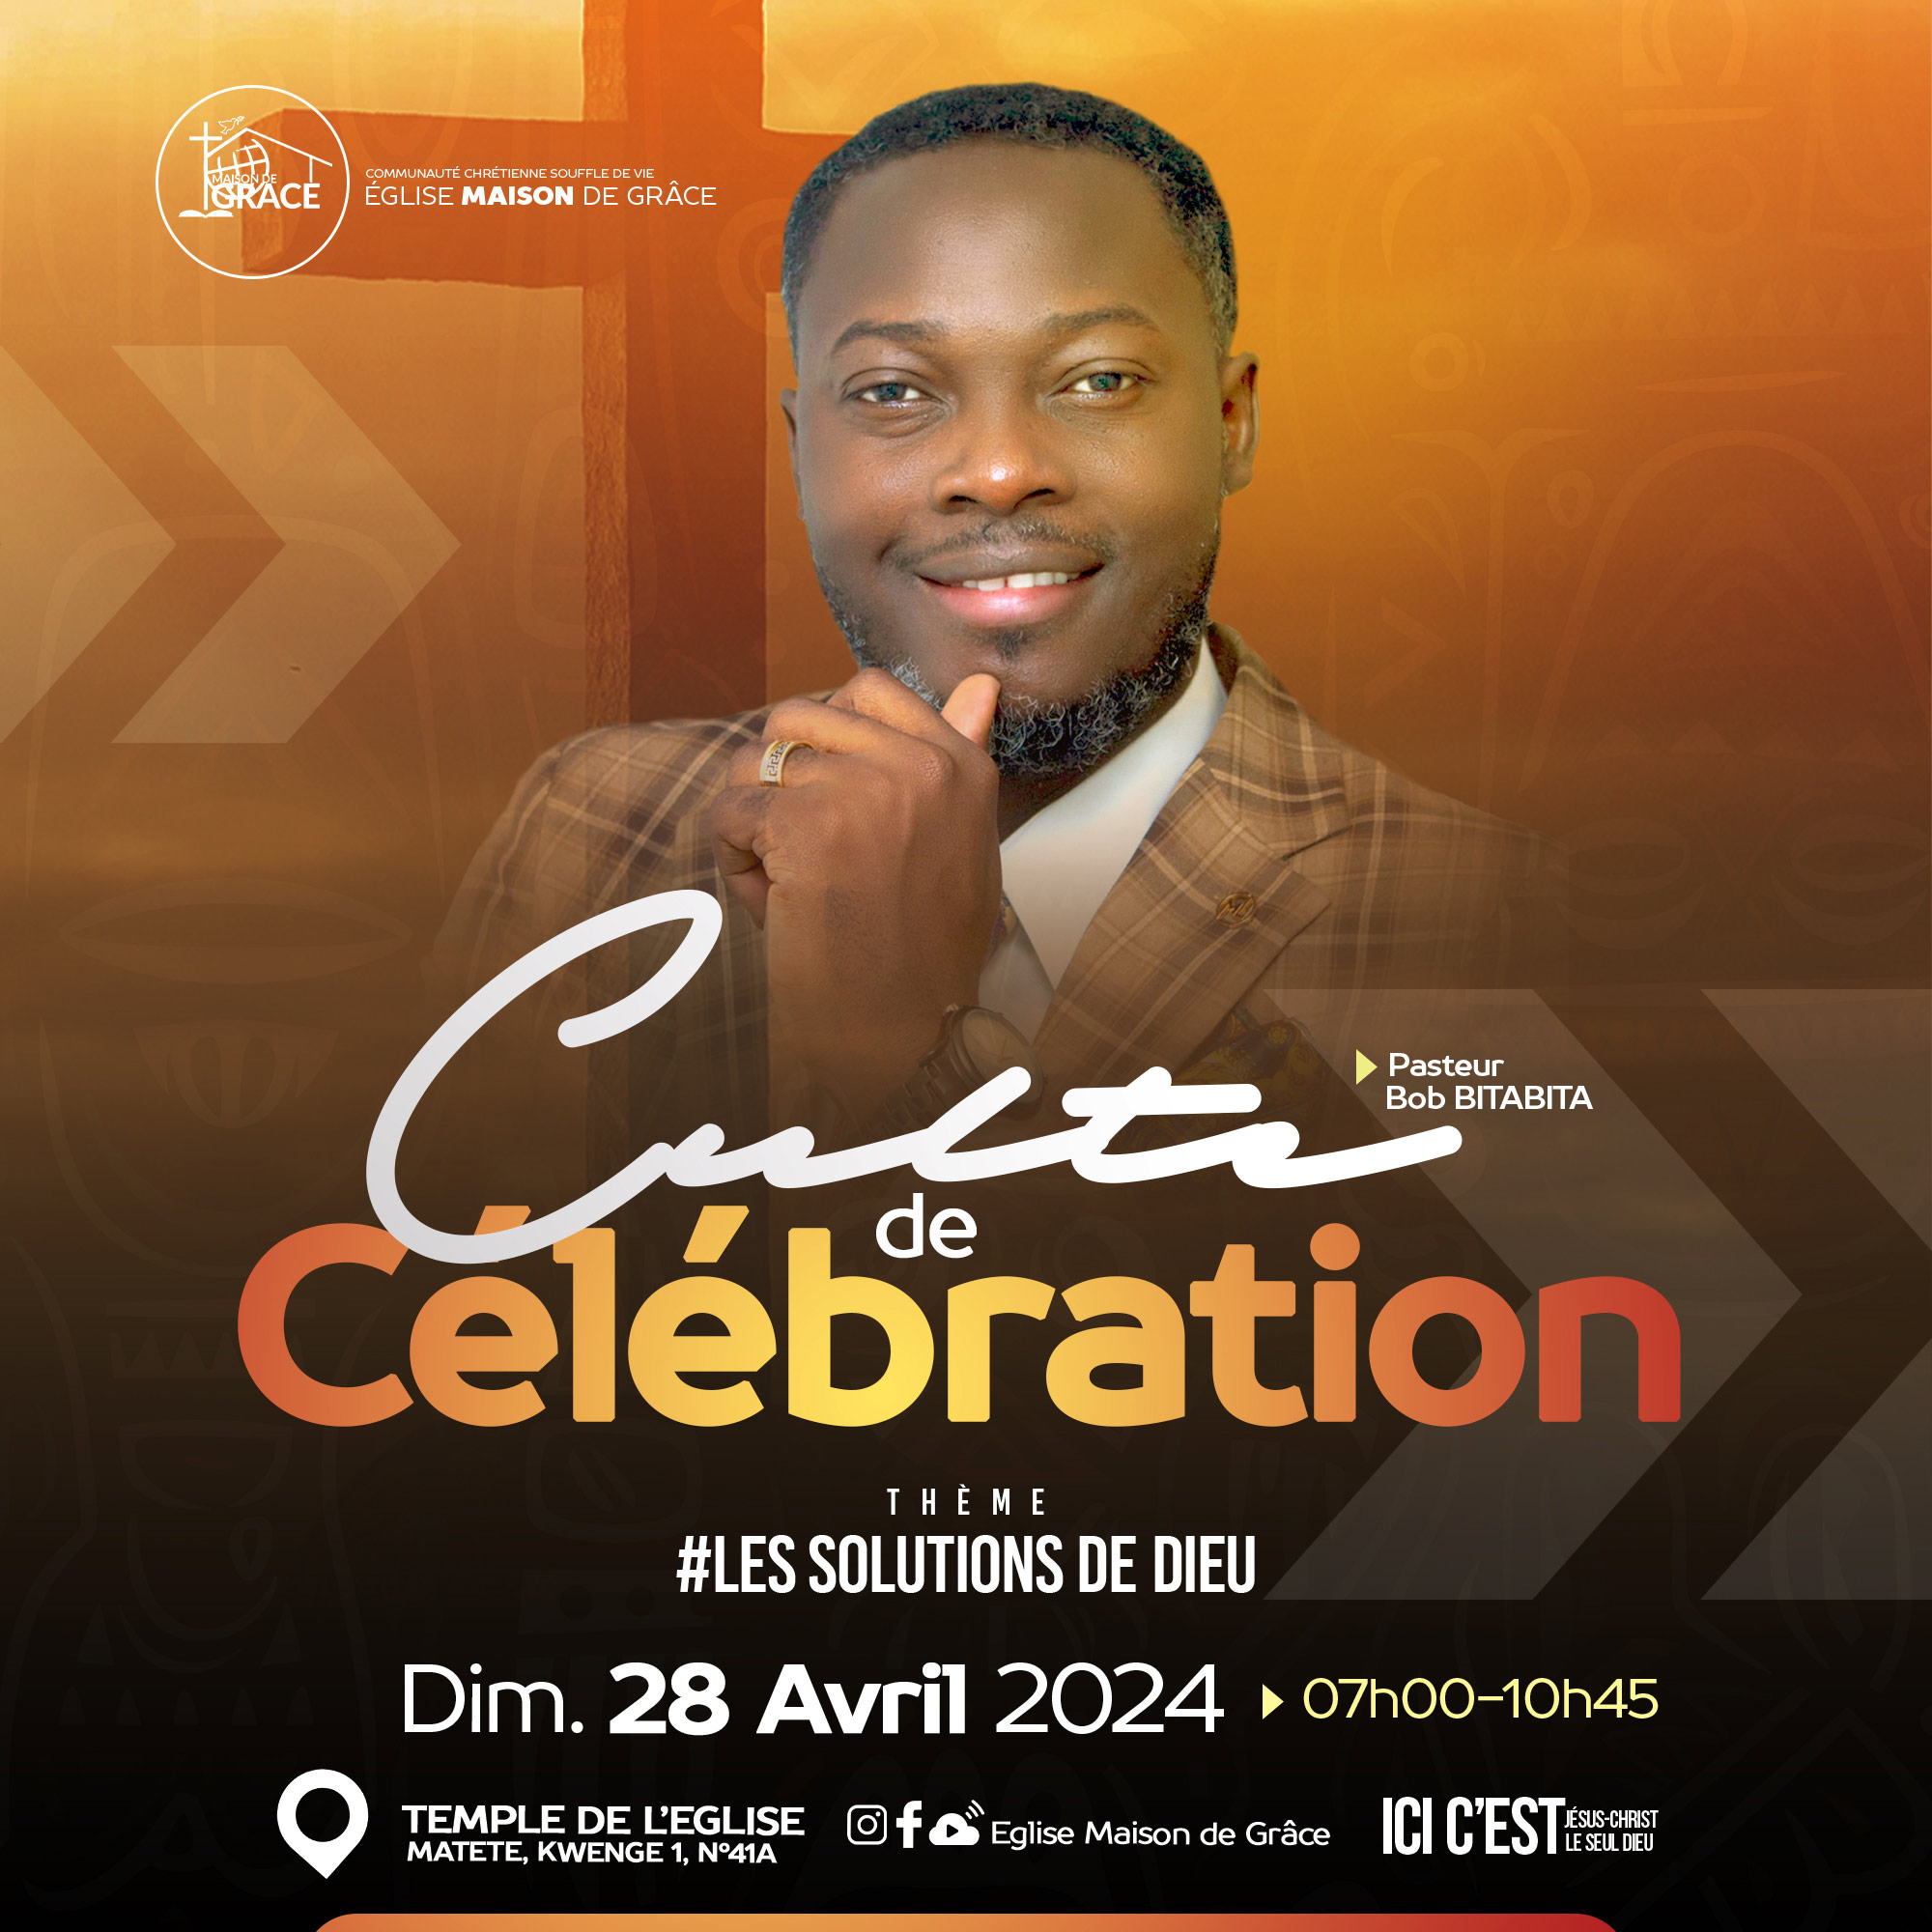 MAISON DE
GRÂCE
COMMUNAUTÉ CHRÉTIENNE SOUFFLE DE VIE
ÉGLISE MAISON DE GRÂCE
Pasteur
Bob BITABITA
Culte
de
Célébration
THÈME
#LES SOLUTIONS DE DIEU
Dim. 28 Avril 2024 07h00-10h45
TEMPLE DE L'EGLISE
MATETE, KWENGE 1, N°41A
Eglise Maison de Grâce
ICI C'EST JÉSUS-CHRIST
LE SEUL DIEU